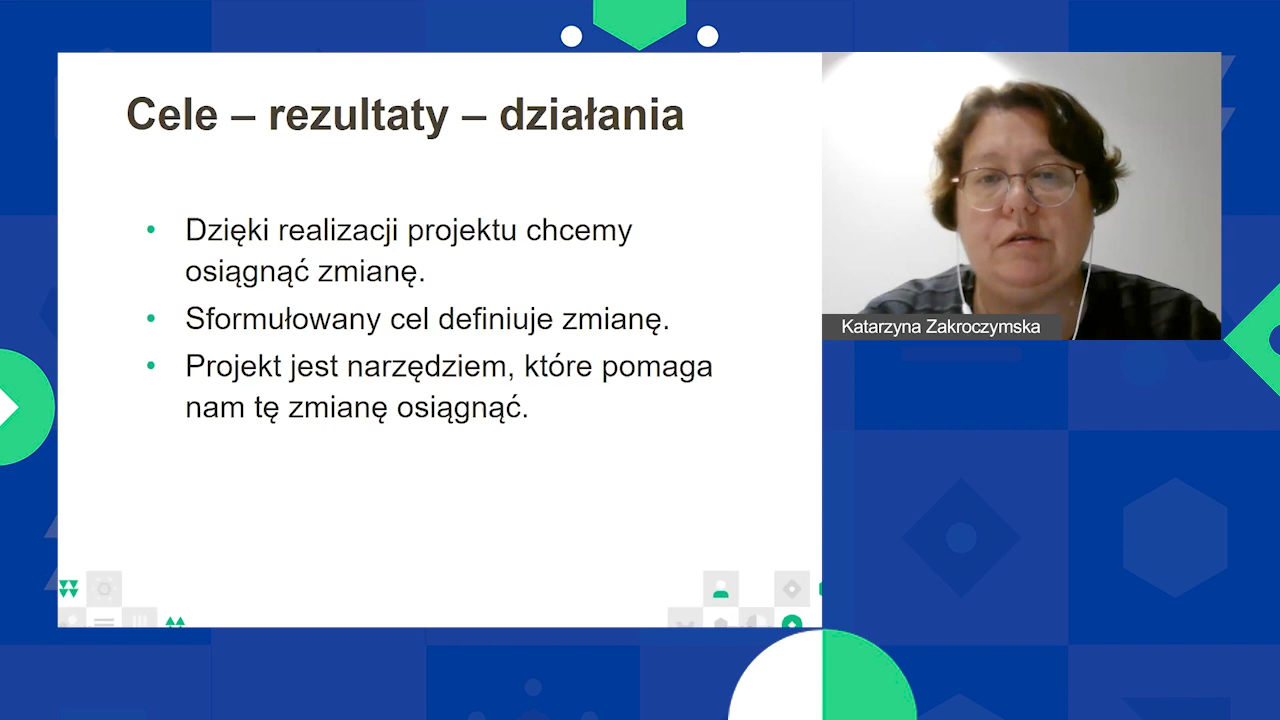 Cele – rezultaty – działania
• Dzięki realizacji projektu chcemy
osiągnąć zmianę.
• Sformułowany cel definiuje zmianę.
• Projekt jest narzędziem, które pomaga
nam tę zmianę osiągnąć.
Katarzyna Zakroczymska